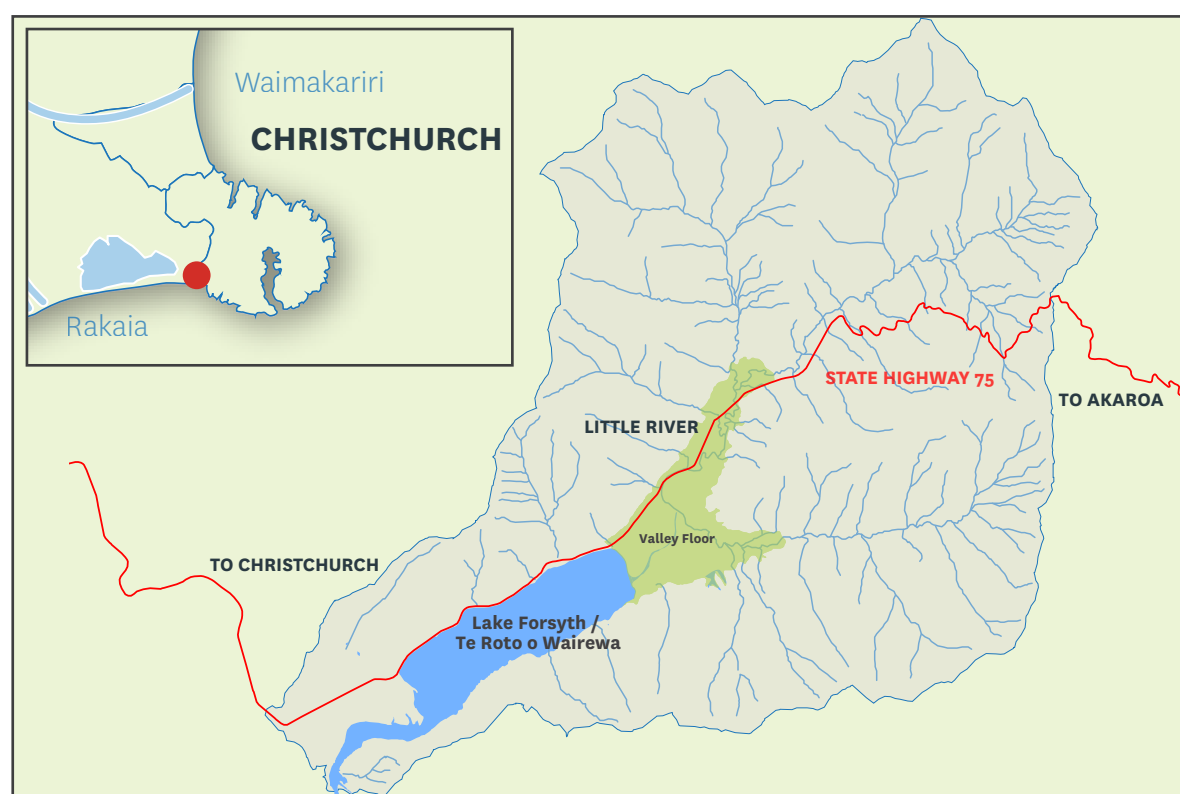 Waimakariri
CHRISTCHURCH
Rakaia
STATE HIGHWAY 75
TO AKAROA
LITTLE RIVER
Valley Floor
TO CHRISTCHURCH
Lake Forsyth /
Te Roto o Wairewa